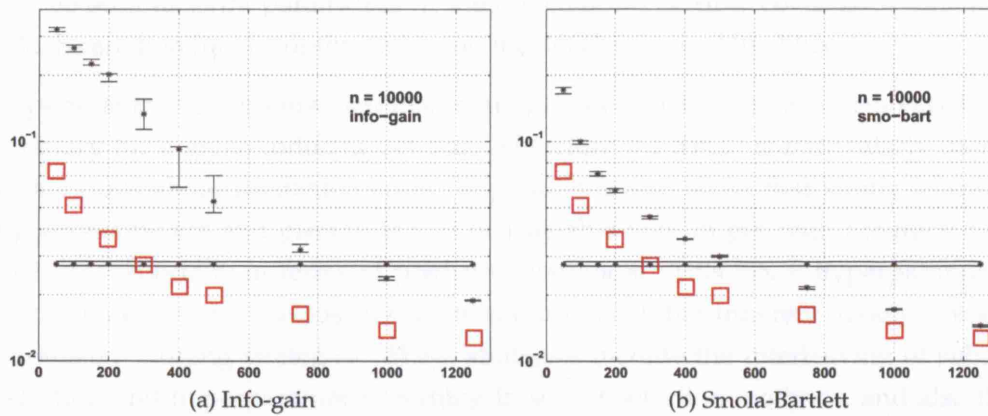 10⁻¹
10⁻²
n = 10000
info-gain
0 200 400 600 800 1000 1200
(a) Info-gain
10⁻¹
10⁻²
n = 10000
smo-bart
0 200 400 600 800 1000 1200
(b) Smola-Bartlett